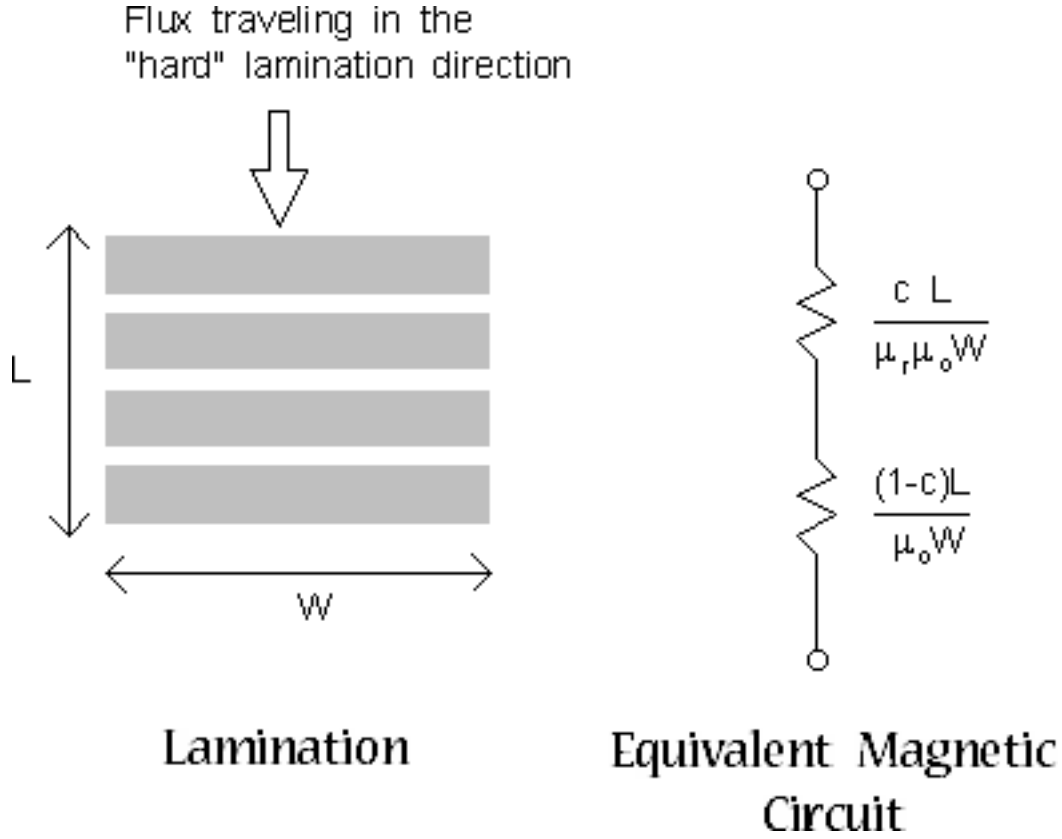 Flux traveling in the
"hard" lamination direction
L
W
c L
μrμoW
(1-c)L
μoW
Lamination
Equivalent Magnetic
Circuit